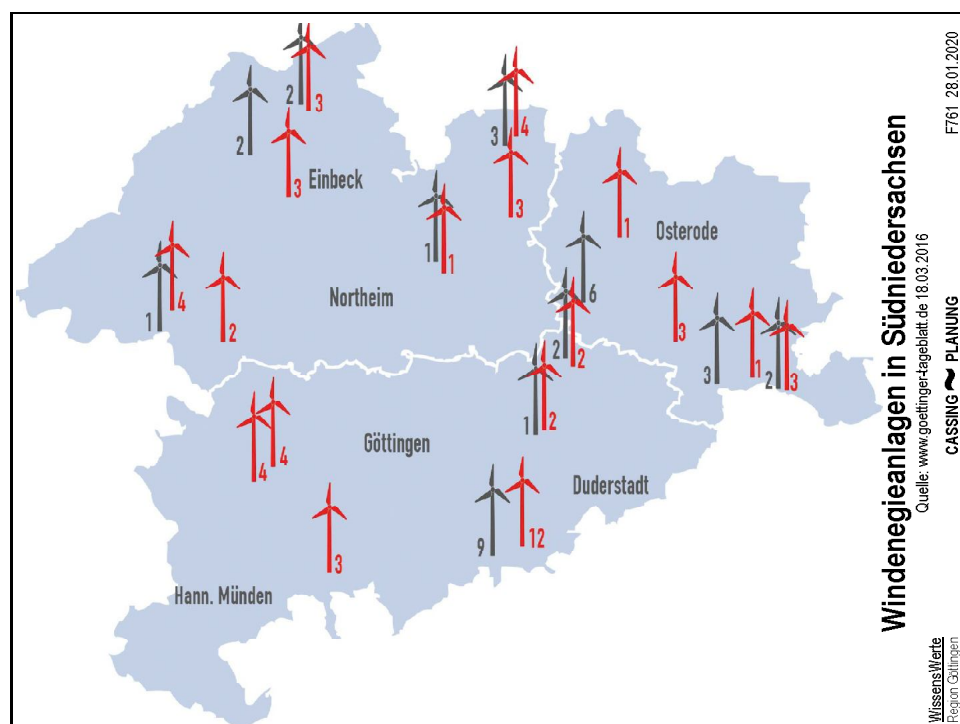 2
3
2
3
Einbeck
3
4
3
1
1
1
Osterode
6
1
4
2
Northeim
2
2
3
3
1
2
3
1
2
4
4
Göttingen
3
9
12
Duderstadt
Hann. Münden
Windenegieanlagen in Südniedersachsen
Quelle: www.goettinger-tageblatt.de 18.03.2016
CASSING ~ PLANUNG
F761 28.01.2020
WissensWerte
Region Göttingen